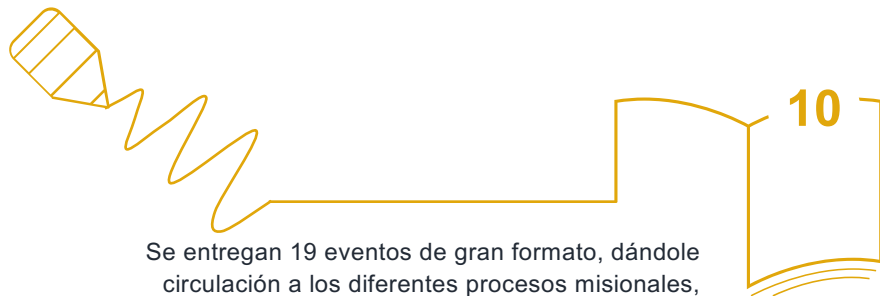 10
Se entregan 19 eventos de gran formato, dándole
circulación a los diferentes procesos misionales,